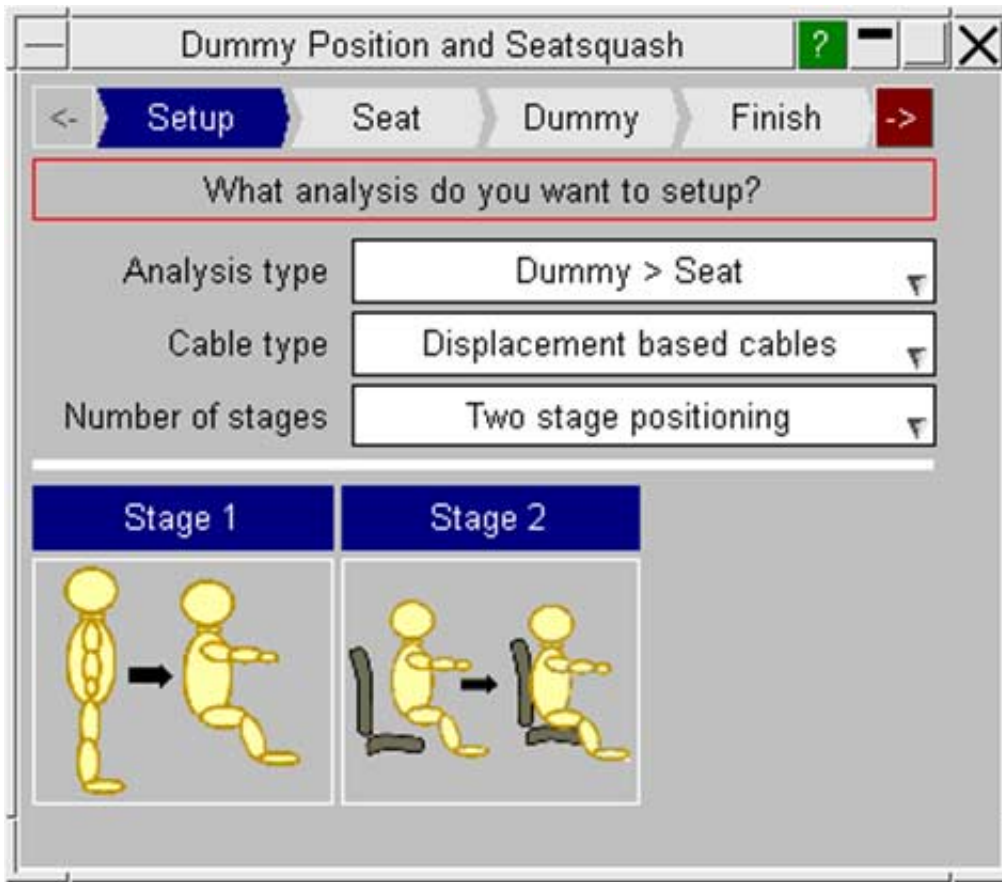 Dummy Position and Seatsquash ?
<- Setup Seat Dummy Finish ->
What analysis do you want to setup?
Analysis type Dummy > Seat
Cable type Displacement based cables
Number of stages Two stage positioning
Stage 1 Stage 2